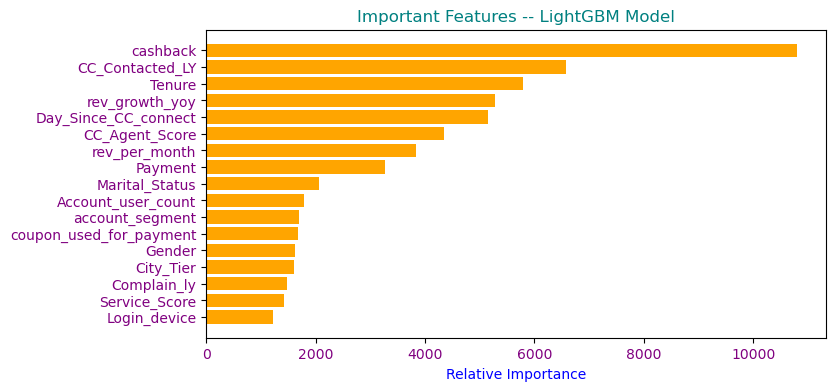 Important Features -- LightGBM Model
cashback
CC_Contacted_LY
Tenure
rev_growth_yoy
Day_Since_CC_connect
CC_Agent_Score
rev_per_month
Payment
Marital_Status
Account_user_count
account_segment
coupon_used_for_payment
Gender
City_Tier
Complain_ly
Service_Score
Login_device
0 2000 4000 6000 8000 10000
Relative Importance